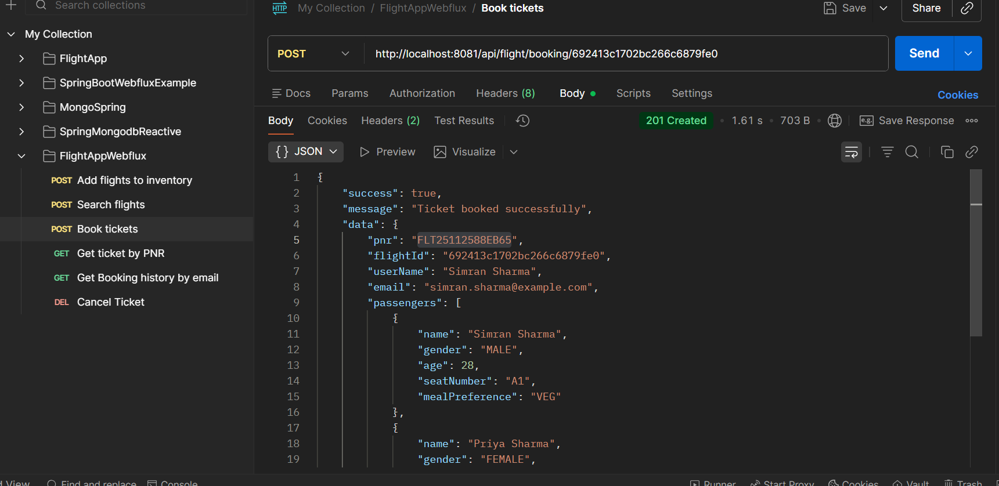 Search collections
My Collection
FlightApp
SpringBootWebfluxExample
MongoSpring
SpringMongodbReactive
FlightAppWebflux
POST Add flights to inventory
POST Search flights
POST Book tickets
GET Get ticket by PNR
GET Get Booking history by email
DEL Cancel Ticket
HTTP My Collection / FlightAppWebflux / Book tickets
Save
Share
POST http://localhost:8081/api/flight/booking/692413c1702bc266c6879fe0
Send
Docs Params Authorization Headers (8) Body Scripts Settings Cookies
Body Cookies Headers (2) Test Results 201 Created • 1.61 s • 703 B • e.g. Save Response
{} JSON Preview Visualize
1 {
2 "success": true,
3 "message": "Ticket booked successfully",
4 "data": {
5 "pnr": "FLT25112588EB65",
6 "flightId": "692413c1702bc266c6879fe0",
7 "userName": "Simran Sharma",
8 "email": "simran.sharma@example.com",
9 "passengers": [
10 {
11 "name": "Simran Sharma",
12 "gender": "MALE",
13 "age": 28,
14 "seatNumber": "A1",
15 "mealPreference": "VEG"
16 },
17 {
18 "name": "Priya Sharma",
19 "gender": "FEMALE",
View Find and replace Console Runner Start Proxy Cookies Vault Trash